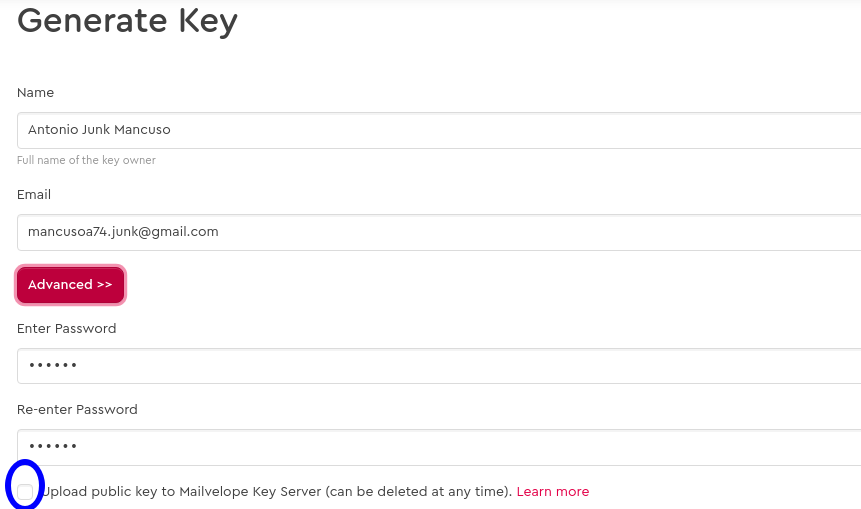 Generate Key
Name
Antonio Junk Mancuso
Full name of the key owner
Email
mancusoa74.junk@gmail.com
Advanced >>
Enter Password
••••••
Re-enter Password
••••••
Upload public key to Mailvelope Key Server (can be deleted at any time). Learn more